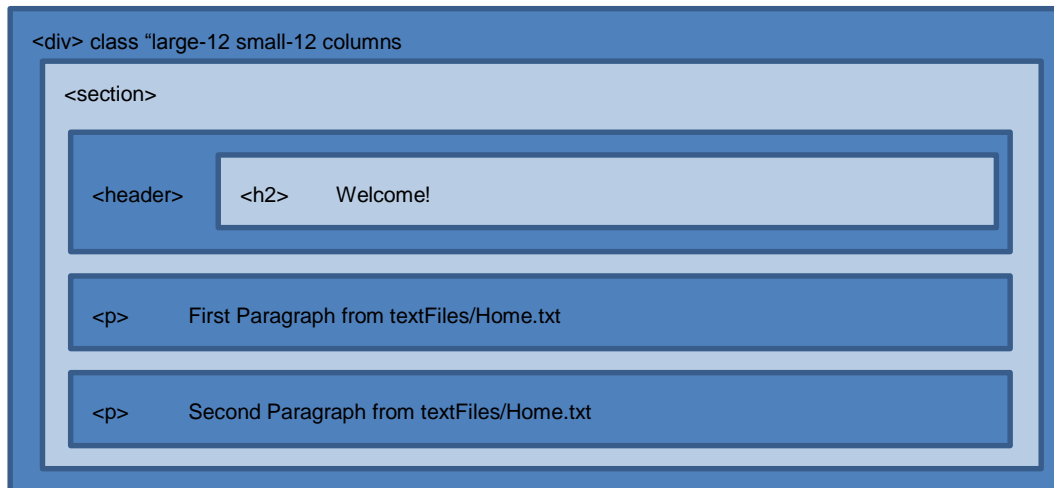 <div> class “large-12 small-12 columns
<section>
<header> <h2> Welcome!
<p> First Paragraph from textFiles/Home.txt
<p> Second Paragraph from textFiles/Home.txt